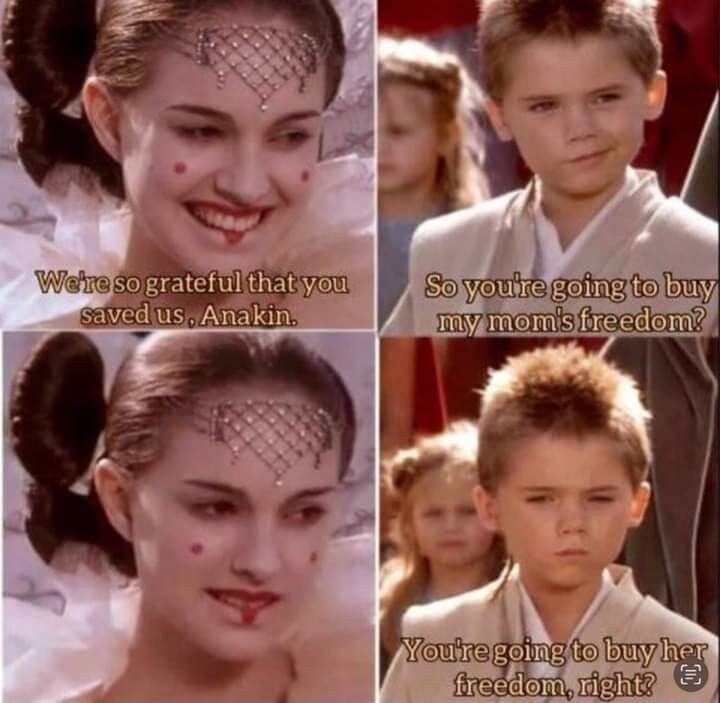 We're so grateful that you
saved us, Anakin.
So you're going to buy
my mom's freedom?
You're going to buy her
freedom, right?